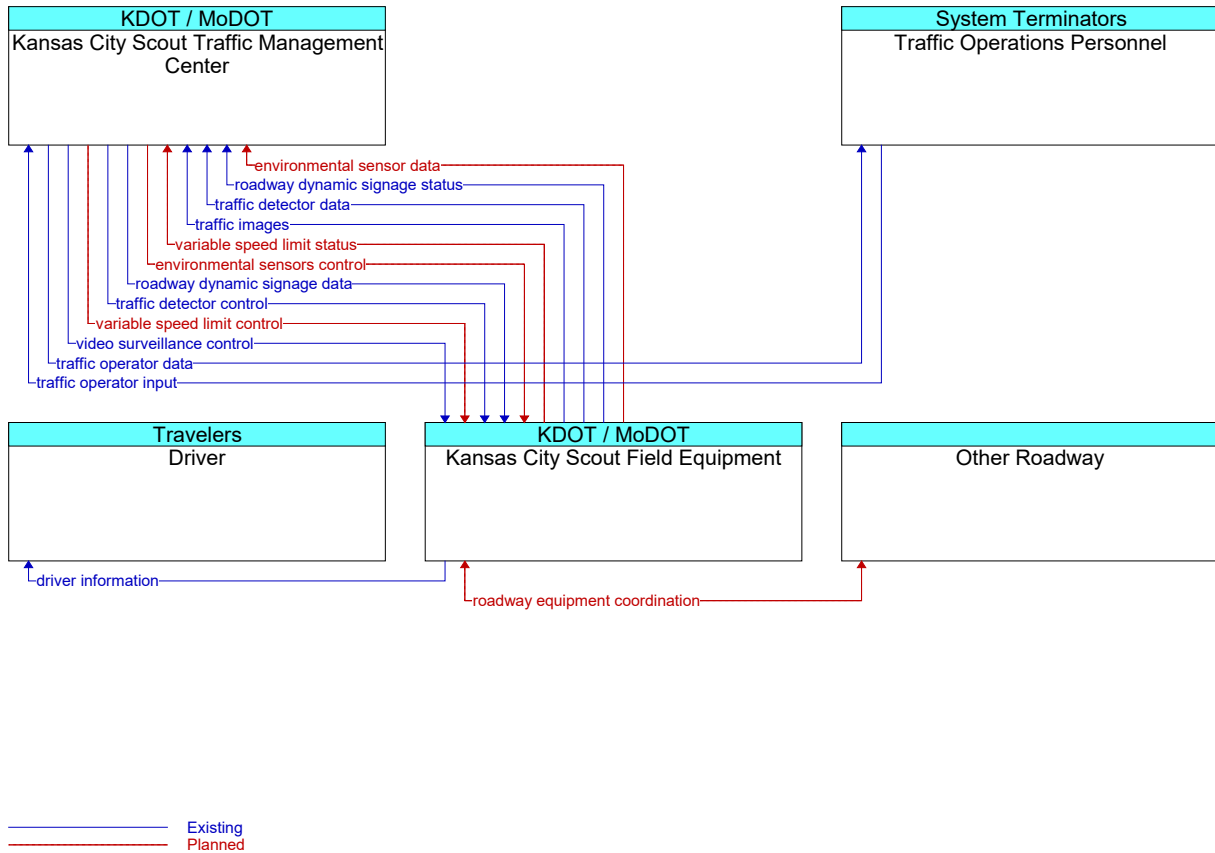 KDOT / MoDOT
Kansas City Scout Traffic Management
Center
System Terminators
Traffic Operations Personnel
environmental sensor data
roadway dynamic signage status
traffic detector data
traffic images
variable speed limit status
environmental sensors control
roadway dynamic signage data
traffic detector control
variable speed limit control
video surveillance control
traffic operator data
traffic operator input
Travelers
Driver
KDOT / MoDOT
Kansas City Scout Field Equipment
Other Roadway
driver information
roadway equipment coordination
Existing
Planned